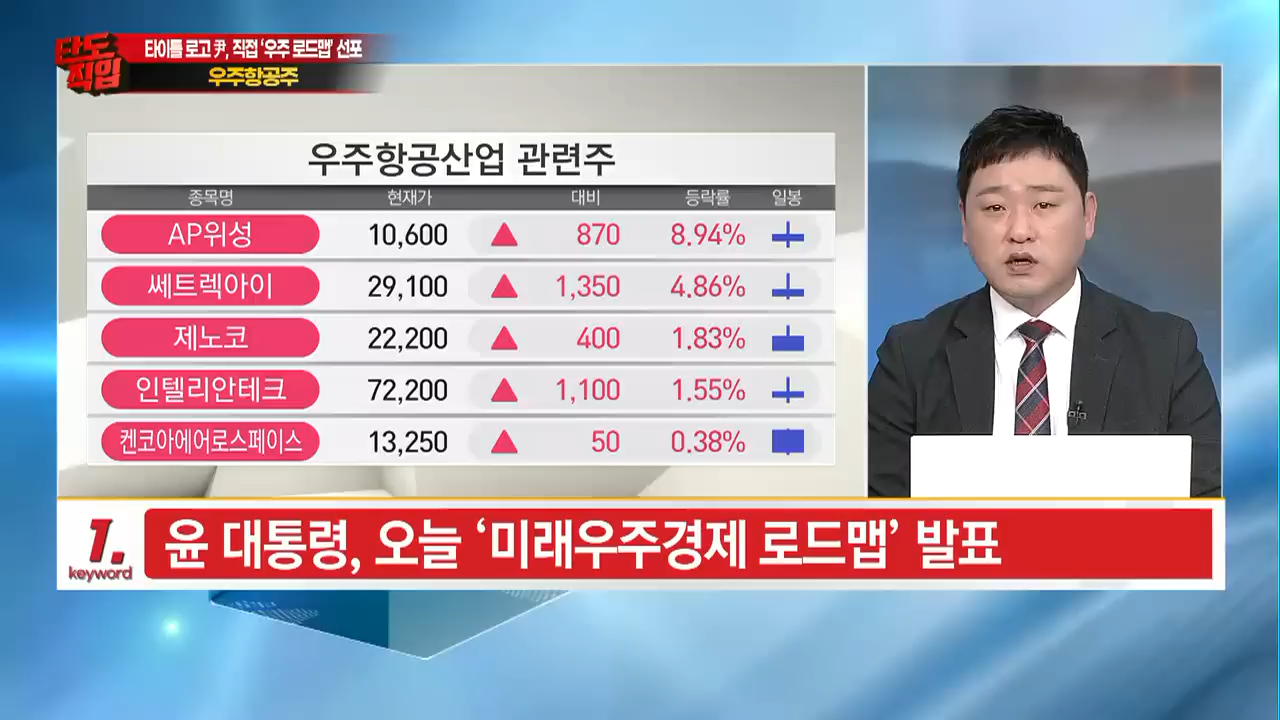 단도
직입
타이틀 로고 尹, 직접 ‘우주 로드맵’ 선포
우주항공주
우주항공산업 관련주
종목명 현재가 대비 등락률 일봉
AP위성 10,600 ▲ 870 8.94%
쎄트렉아이 29,100 ▲ 1,350 4.86%
제노코 22,200 ▲ 400 1.83%
인텔리안테크 72,200 ▲ 1,100 1.55%
켄코아에어로스페이스 13,250 ▲ 50 0.38%
1.
keyword
윤 대통령, 오늘 ‘미래우주경제 로드맵’ 발표